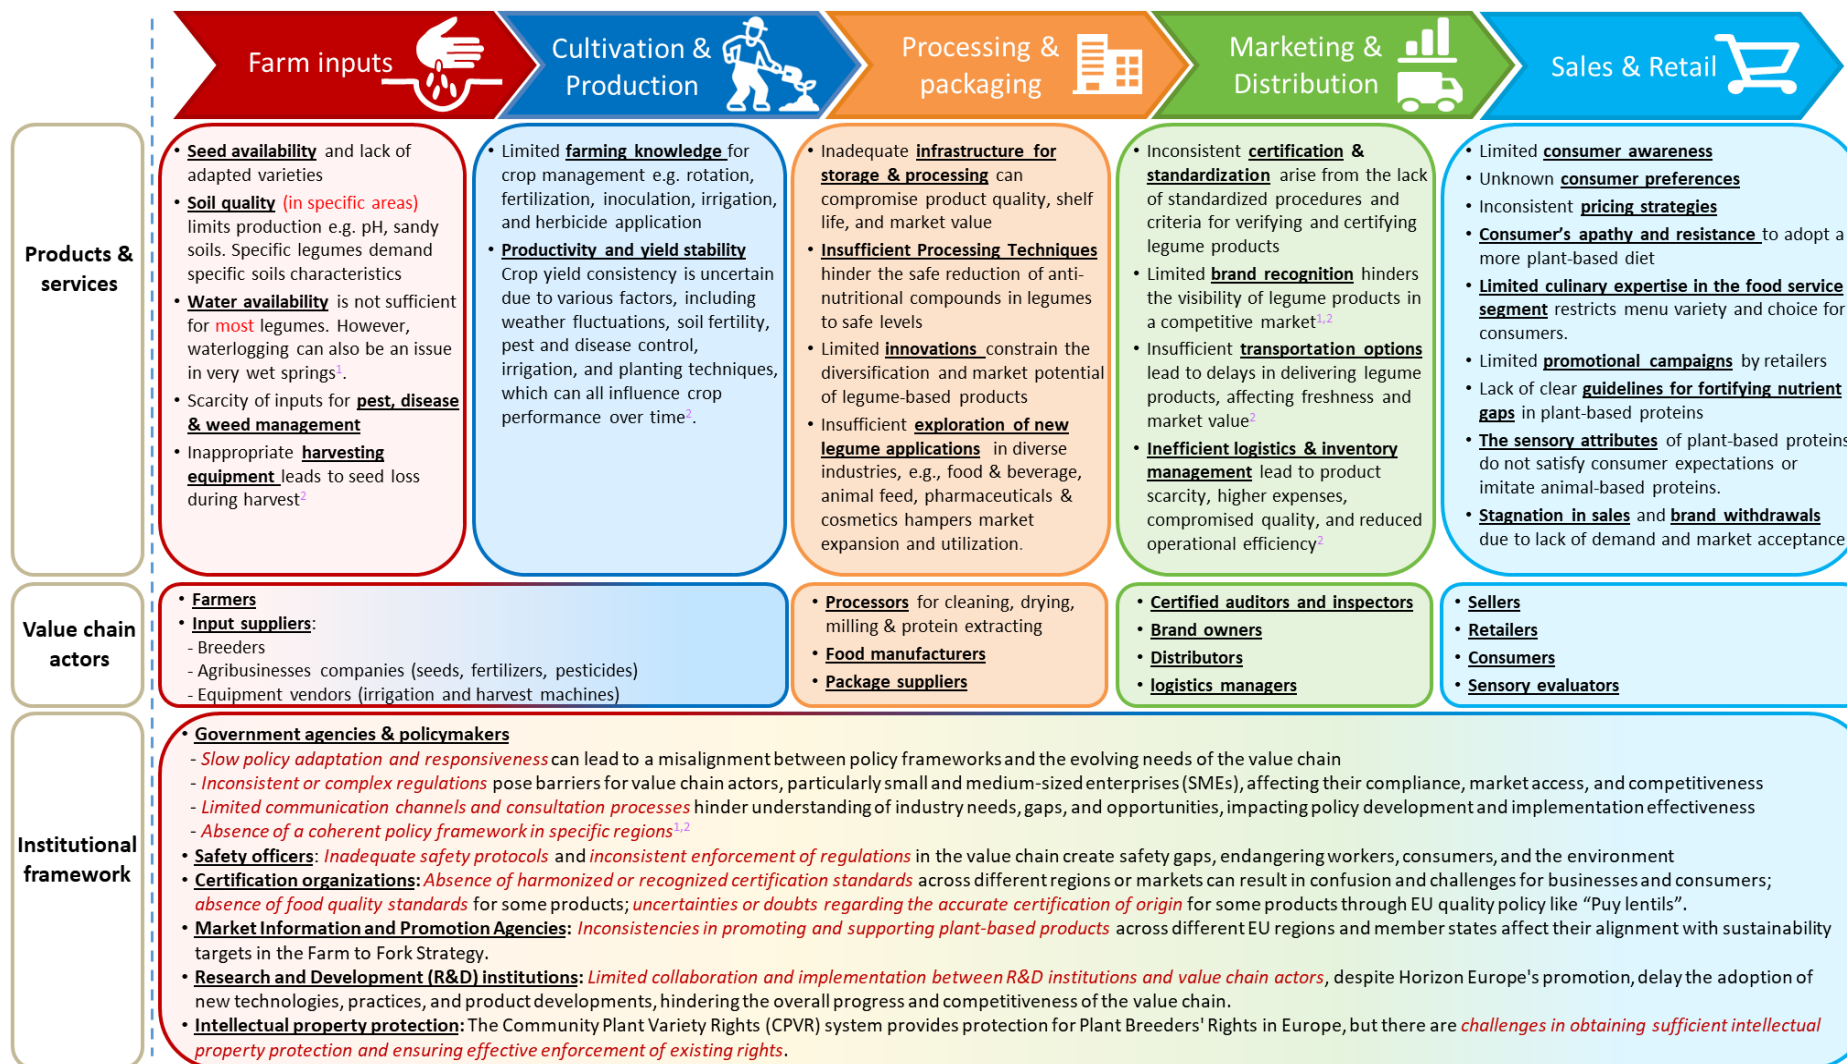 Farm inputs
Cultivation &
Production
Processing &
packaging
Marketing &
Distribution
Sales & Retail
Products &
services
• Seed availability and lack of
adapted varieties
• Soil quality (in specific areas)
limits production e.g. pH, sandy
soils. Specific legumes demand
specific soils characteristics
• Water availability is not sufficient
for most legumes. However,
waterlogging can also be an issue
in very wet springs1.
• Scarcity of inputs for pest, disease
& weed management
• Inappropriate harvesting
equipment leads to seed loss
during harvest2
• Limited farming knowledge for
crop management e.g. rotation,
fertilization, inoculation, irrigation,
and herbicide application
• Productivity and yield stability
Crop yield consistency is uncertain
due to various factors, including
weather fluctuations, soil fertility,
pest and disease control,
irrigation, and planting techniques,
which can all influence crop
performance over time2.
• Inadequate infrastructure for
storage & processing can
compromise product quality, shelf
life, and market value
• Insufficient Processing Techniques
hinder the safe reduction of anti-
nutritional compounds in legumes
to safe levels
• Limited innovations constrain the
diversification and market potential
of legume-based products
• Insufficient exploration of new
legume applications in diverse
industries, e.g., food & beverage,
animal feed, pharmaceuticals &
cosmetics hampers market
expansion and utilization.
• Inconsistent certification &
standardization arise from the lack
of standardized procedures and
criteria for verifying and certifying
legume products
• Limited brand recognition hinders
the visibility of legume products in
a competitive market1,2
• Insufficient transportation options
lead to delays in delivering legume
products, affecting freshness and
market value2
• Inefficient logistics & inventory
management lead to product
scarcity, higher expenses,
compromised quality, and reduced
operational efficiency2
• Limited consumer awareness
• Unknown consumer preferences
• Inconsistent pricing strategies
• Consumer's apathy and resistance to adopt a
more plant-based diet
• Limited culinary expertise in the food service
segment restricts menu variety and choice for
consumers.
• Limited promotional campaigns by retailers
• Lack of clear guidelines for fortifying nutrient
gaps in plant-based proteins
• The sensory attributes of plant-based proteins
do not satisfy consumer expectations or
imitate animal-based proteins.
• Stagnation in sales and brand withdrawals
due to lack of demand and market acceptance
Value chain
actors
• Farmers
• Input suppliers:
- Breeders
- Agribusinesses companies (seeds, fertilizers, pesticides)
- Equipment vendors (irrigation and harvest machines)
• Processors for cleaning, drying,
milling & protein extracting
• Food manufacturers
• Package suppliers
• Certified auditors and inspectors
• Brand owners
• Distributors
• logistics managers
• Sellers
• Retailers
• Consumers
• Sensory evaluators
Institutional
framework
• Government agencies & policymakers
- Slow policy adaptation and responsiveness can lead to a misalignment between policy frameworks and the evolving needs of the value chain
- Inconsistent or complex regulations pose barriers for value chain actors, particularly small and medium-sized enterprises (SMEs), affecting their compliance, market access, and competitiveness
- Limited communication channels and consultation processes hinder understanding of industry needs, gaps, and opportunities, impacting policy development and implementation effectiveness
- Absence of a coherent policy framework in specific regions1,2
• Safety officers: Inadequate safety protocols and inconsistent enforcement of regulations in the value chain create safety gaps, endangering workers, consumers, and the environment
• Certification organizations: Absence of harmonized or recognized certification standards across different regions or markets can result in confusion and challenges for businesses and consumers;
absence of food quality standards for some products; uncertainties or doubts regarding the accurate certification of origin for some products through EU quality policy like “Puy lentils”.
• Market Information and Promotion Agencies: Inconsistencies in promoting and supporting plant-based products across different EU regions and member states affect their alignment with sustainability
targets in the Farm to Fork Strategy.
• Research and Development (R&D) institutions: Limited collaboration and implementation between R&D institutions and value chain actors, despite Horizon Europe's promotion, delay the adoption of
new technologies, practices, and product developments, hindering the overall progress and competitiveness of the value chain.
• Intellectual property protection: The Community Plant Variety Rights (CPVR) system provides protection for Plant Breeders' Rights in Europe, but there are challenges in obtaining sufficient intellectual
property protection and ensuring effective enforcement of existing rights.